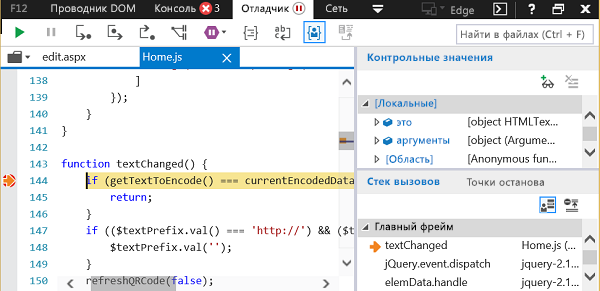 F12 Проводник DOM Консоль 3 Отладчик Сеть Edge ?
Найти в файлах (Ctrl + F)
edit.aspx Home.js X
138 ]
139 });
140 }
141 }
142
143 function textChanged() {
144 if (getTextToEncode() === currentEncodedData
145 return;
146 }
147 if (($textPrefix.val() === 'http://') && ($t
148 $textPrefix.val('');
149 }
150 refreshQRCode(false);
Контрольные значения
[Локальные]
это [object HTMLTex...
аргументы [object (Argume...
[Область] [Anonymous fun...
Стек вызовов Точки останова
Главный фрейм
textChanged Home.js (...
jQuery.event.dispatch jquery-2.1...
elemData.handle jquery-2.1...